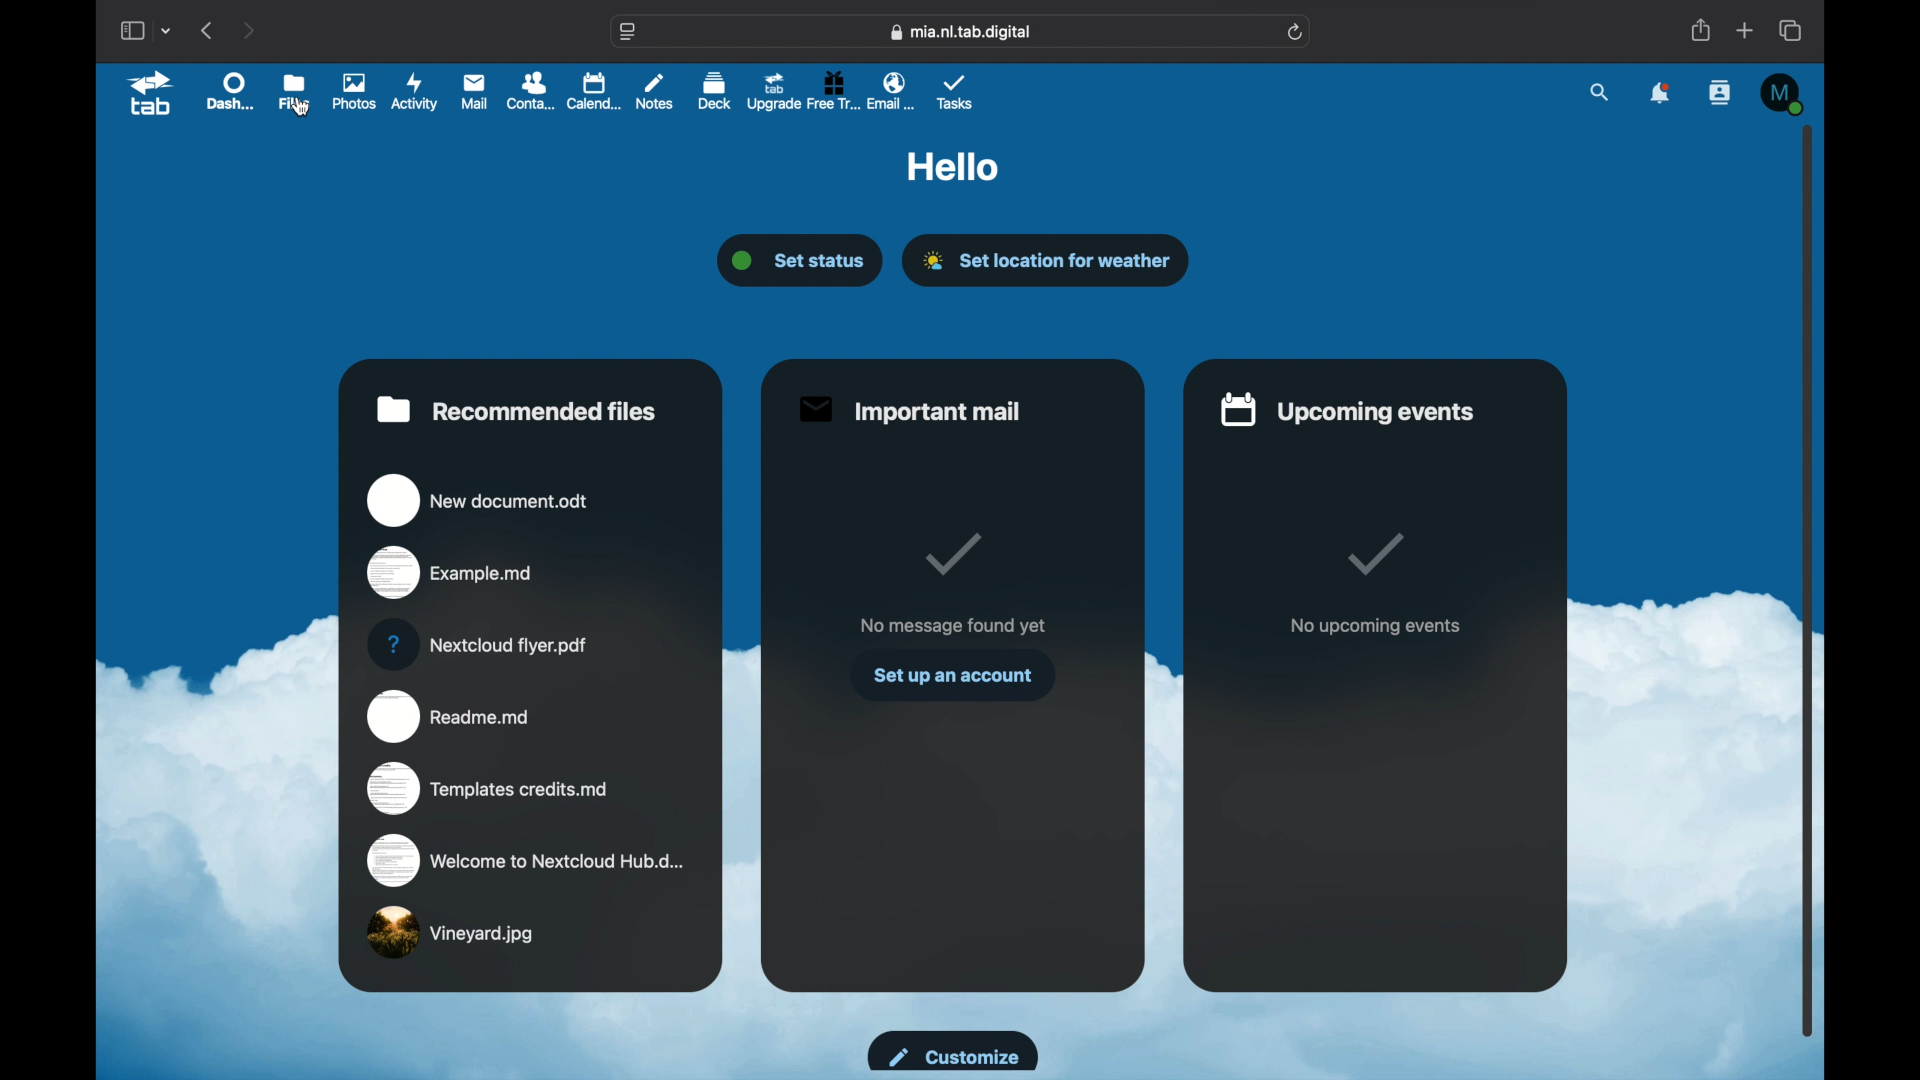 mia.nl.tab.digital
tab Dash... Files Photos Activity Mail Conta... Calend... Notes Deck Upgrade Free Tr... Email ... Tasks M
Hello
Set status Set location for weather
Recommended files
New document.odt
Example.md
? Nextcloud flyer.pdf
Readme.md
Templates credits.md
Welcome to Nextcloud Hub.d...
Vineyard.jpg
Important mail
No message found yet
Set up an account
Upcoming events
No upcoming events
Customize